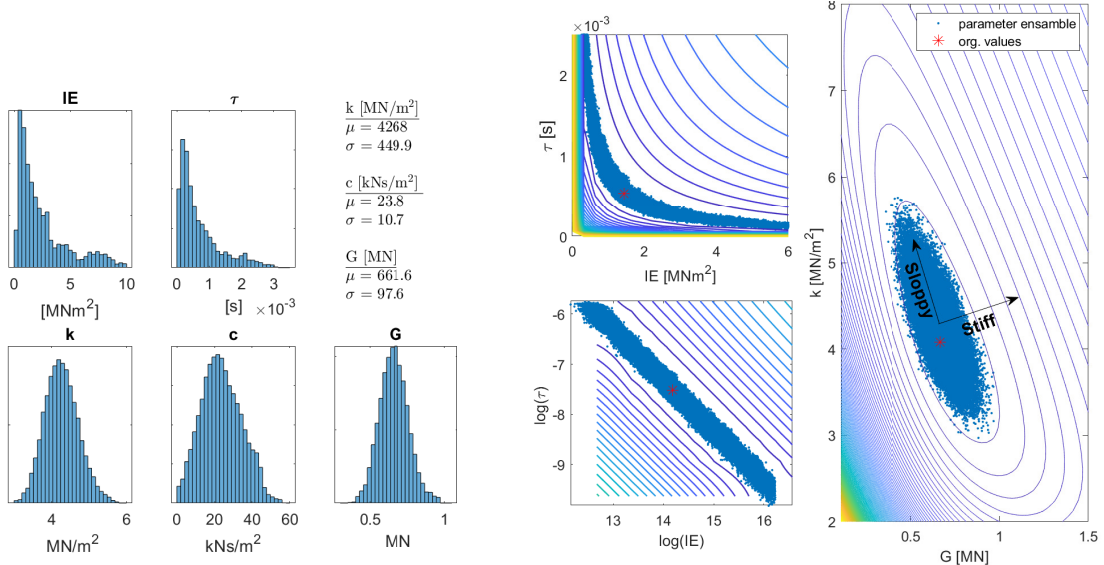 IE
0
5
10
[MNm²]
τ
0
1
2
3
[s]
×10⁻³
k [MN/m²]
μ = 4268
σ = 449.9
c [kNs/m²]
μ = 23.8
σ = 10.7
G [MN]
μ = 661.6
σ = 97.6
k
4
6
MN/m²
c
0
20
40
60
kNs/m²
G
0.5
1
MN
×10⁻³
2
1
0
τ [s]
0
2
4
6
IE [MNm²]
-6
-7
-8
-9
log(τ)
13
14
15
16
log(IE)
8
7
6
5
4
3
2
k [MN/m²]
parameter ensamble
org. values
Sloppy
Stiff
0.5
1
1.5
G [MN]